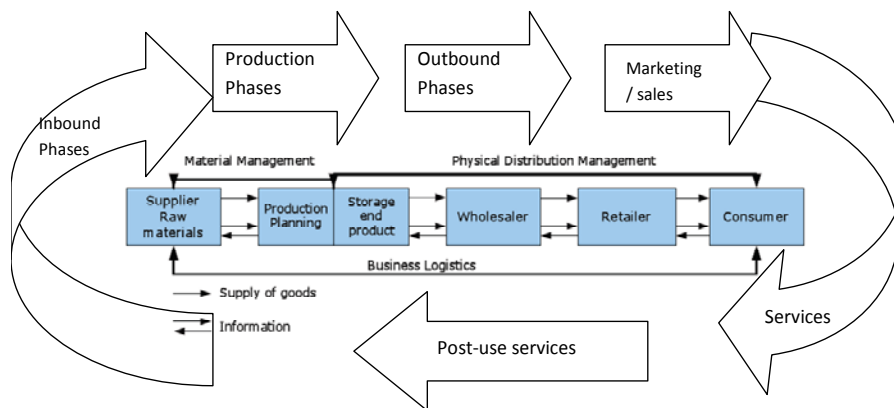 Production
Phases
Outbound
Phases
Marketing
/ sales
Inbound
Phases
Material Management
Physical Distribution Management
Supplier
Raw
materials
Production
Planning
Storage
end
product
Wholesaler
Retailer
Consumer
Business Logistics
Supply of goods
Information
Services
Post-use services